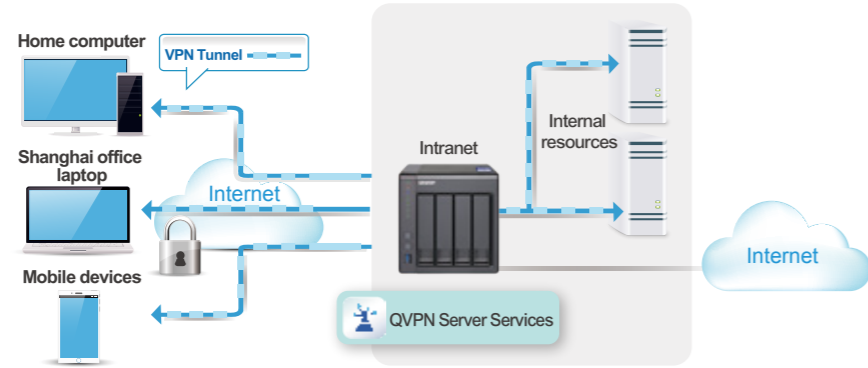 Home computer
VPN Tunnel
Shanghai office
laptop
Internet
Mobile devices
Intranet
Internal
resources
QVPN Server Services
Internet